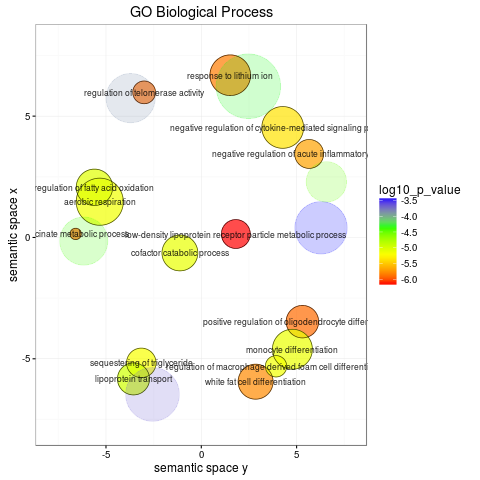 GO Biological Process
response to lithium ion
regulation of telomerase activity
negative regulation of cytokine-mediated signaling p
negative regulation of acute inflammatory
regulation of fatty acid oxidation
aerobic respiration
cinate metabolic process
low-density lipoprotein receptor particle metabolic process
cofactor catabolic process
positive regulation of oligodendrocyte differ
monocyte differentiation
sequestering of triglyceride
regulation of macrophage derived foam cell differenti
lipoprotein transport
white fat cell differentiation
5
0
-5
-5
0
5
semantic space x
semantic space y
log10_p_value
-3.5
-4.0
-4.5
-5.0
-5.5
-6.0